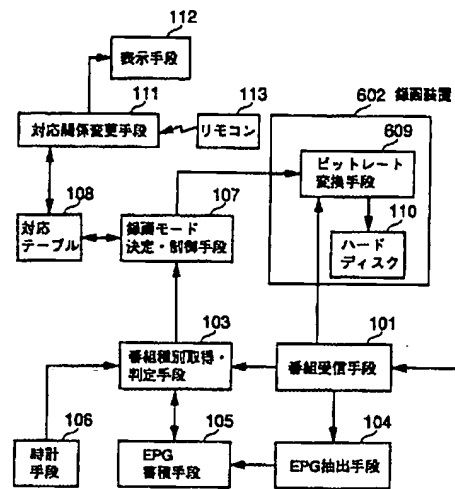 112
表示手段
111
対応関係変更手段
113
リモコン
602 録画装置
609
ビットレート
変換手段
110
ハード
ディスク
108
対応
テーブル
107
録画モード
決定・制御手段
103
番組種別取得・
判定手段
101
番組受信手段
106
時計
手段
105
EPG
蓄積手段
104
EPG抽出手段